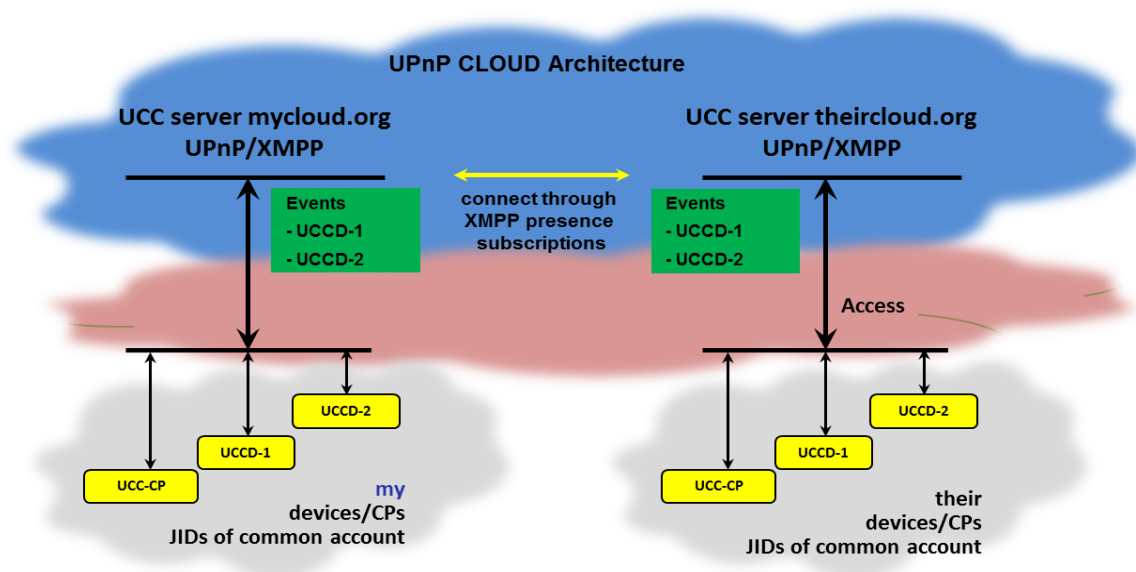 UPnP CLOUD Architecture
UCC server mycloud.org
UPnP/XMPP
UCC server theircloud.org
UPnP/XMPP
Events
- UCCD-1
- UCCD-2
connect through
XMPP presence
subscriptions
Events
- UCCD-1
- UCCD-2
Access
UCCD-2
UCCD-1
UCC-CP
my
devices/CPs
JIDs of common account
UCCD-2
UCCD-1
UCC-CP
their
devices/CPs
JIDs of common account